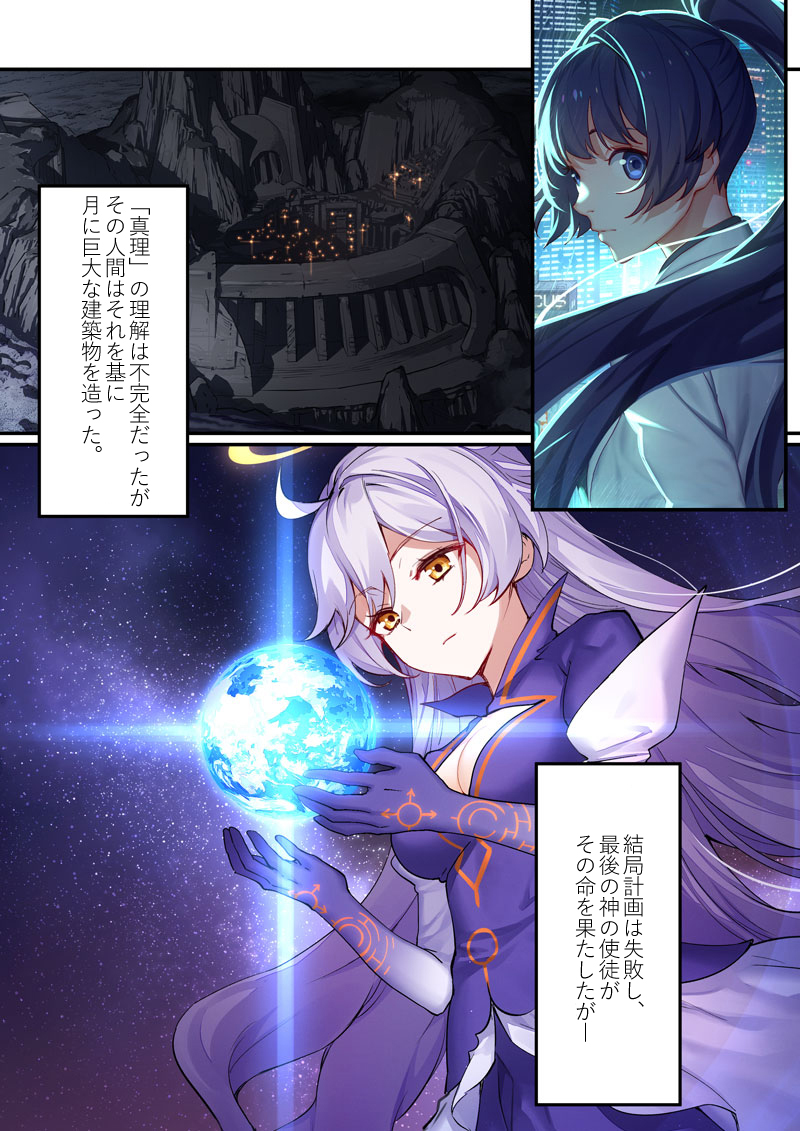 「真理」の理解は不完全だったが
その人間はそれを基に
月に巨大な建築物を造った。
CUS
結局計画は失敗し、
最後の神の使徒が
その命を果たしたが―